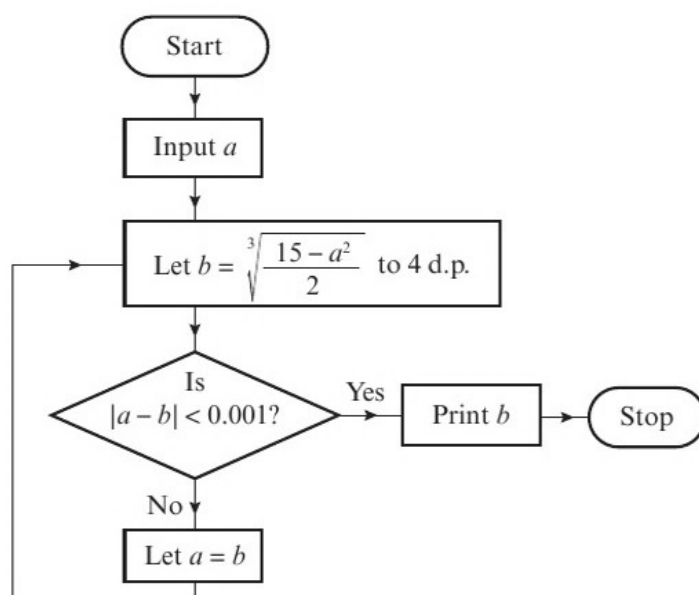 Start
Input a
Let b = ∛((15 − a²)/2) to 4 d.p.
Is
|a − b| < 0.001?
Yes
Print b
Stop
No
Let a = b